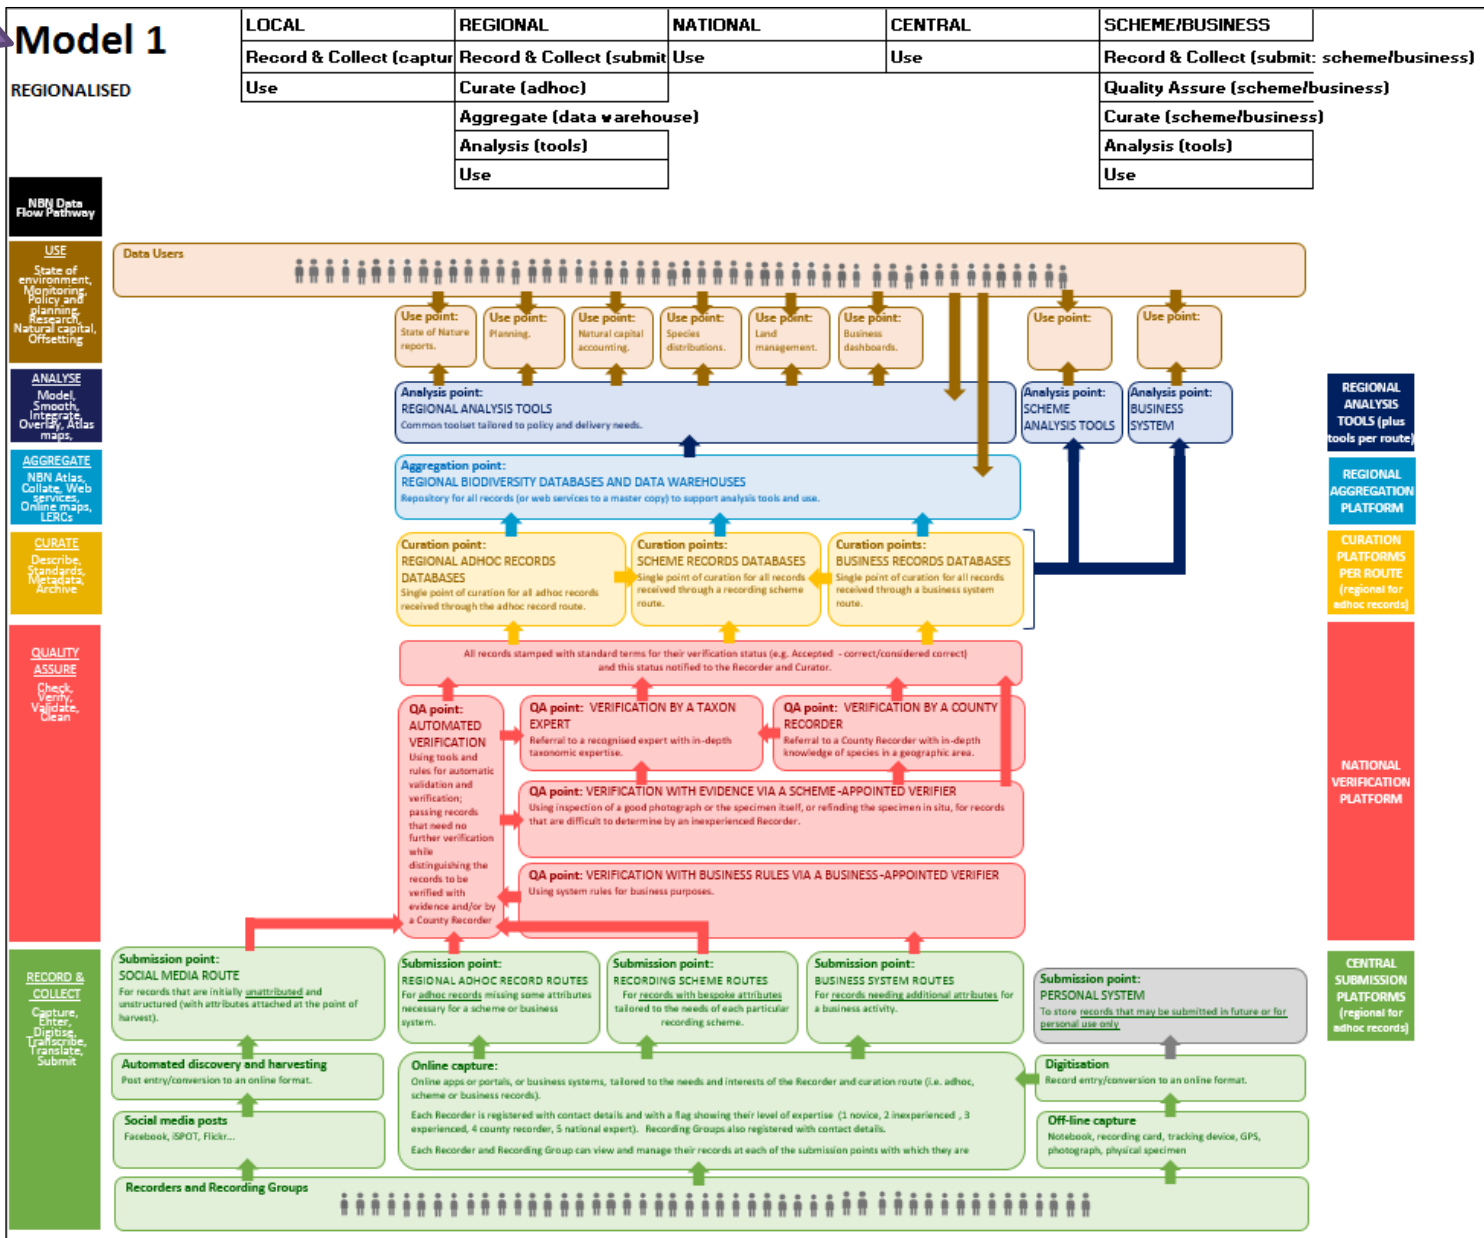 Model 1
REGIONALISED
LOCAL
REGIONAL
NATIONAL
CENTRAL
SCHEME/BUSINESS
Record & Collect (captur
Record & Collect (submit
Use
Use
Record & Collect (submit: scheme/business)
Use
Curate (adhoc)
Quality Assure (scheme/business)
Aggregate (data warehouse)
Curate (scheme/business)
Analysis (tools)
Analysis (tools)
Use
Use
NBN Data
Flow Pathway
USE
State of
environment,
Monitoring,
Policy and
planning,
Research,
Natural capital,
Offsetting
Data Users
Use point:
State of Nature
reports.
Use point:
Planning.
Use point:
Natural capital
accounting.
Use point:
Species
distributions.
Use point:
Land
management.
Use point:
Business
dashboards.
Use point:
Use point:
ANALYSE
Model,
Smooth,
Integrate,
Overlay, Atlas
maps,
Analysis point:
REGIONAL ANALYSIS TOOLS
Common toolset tailored to policy and delivery needs.
Analysis point:
SCHEME
ANALYSIS TOOLS
Analysis point:
BUSINESS
SYSTEM
REGIONAL
ANALYSIS
TOOLS (plus
tools per route)
AGGREGATE
NBN Atlas,
Collate, Web
services,
Online maps,
LERCs
Aggregation point:
REGIONAL BIODIVERSITY DATABASES AND DATA WAREHOUSES
Repository for all records (or web services to a master copy) to support analysis tools and use.
REGIONAL
AGGREGATION
PLATFORM
CURATE
Describe,
Standards,
Metadata,
Archive
Curation point:
REGIONAL ADHOC RECORDS
DATABASES
Single point of curation for all adhoc records
received through the adhoc record route.
Curation points:
SCHEME RECORDS DATABASES
Single point of curation for all records
received through a recording scheme
route.
Curation points:
BUSINESS RECORDS DATABASES
Single point of curation for all records
received through a business system
route.
CURATION
PLATFORMS
PER ROUTE
(regional for
adhoc records)
QUALITY
ASSURE
Check,
Verify,
Validate,
Clean
All records stamped with standard terms for their verification status (e.g. Accepted - correct/considered correct)
and this status notified to the Recorder and Curator.
QA point:
AUTOMATED
VERIFICATION
Using tools and
rules for automatic
validation and
verification;
passing records
that need no
further verification
while
distinguishing the
records to be
verified with
evidence and/or by
a County Recorder
QA point: VERIFICATION BY A TAXON
EXPERT
Referral to a recognised expert with in-depth
taxonomic expertise.
QA point: VERIFICATION BY A COUNTY
RECORDER
Referral to a County Recorder with in-depth
knowledge of species in a geographic area.
QA point: VERIFICATION WITH EVIDENCE VIA A SCHEME-APPOINTED VERIFIER
Using inspection of a good photograph or the specimen itself, or refinding the specimen in situ, for records
that are difficult to determine by an inexperienced Recorder.
QA point: VERIFICATION WITH BUSINESS RULES VIA A BUSINESS-APPOINTED VERIFIER
Using system rules for business purposes.
NATIONAL
VERIFICATION
PLATFORM
RECORD &
COLLECT
Capture,
Enter,
Digitise,
Transcribe,
Translate,
Submit
Submission point:
SOCIAL MEDIA ROUTE
For records that are initially unattributed and
unstructured (with attributes attached at the point of
harvest).
Submission point:
REGIONAL ADHOC RECORD ROUTES
For adhoc records missing some attributes
necessary for a scheme or business
system.
Submission point:
RECORDING SCHEME ROUTES
For records with bespoke attributes
tailored to the needs of each particular
recording scheme.
Submission point:
BUSINESS SYSTEM ROUTES
For records needing additional attributes for
a business activity.
Submission point:
PERSONAL SYSTEM
To store records that may be submitted in future or for
personal use only
CENTRAL
SUBMISSION
PLATFORMS
(regional for
adhoc records)
Automated discovery and harvesting
Post entry/conversion to an online format.
Online capture:
Online apps or portals, or business systems, tailored to the needs and interests of the Recorder and curation route (i.e. adhoc,
scheme or business records).
Each Recorder is registered with contact details and with a flag showing their level of expertise (1 novice, 2 inexperienced , 3
experienced, 4 county recorder, 5 national expert). Recording Groups also registered with contact details.
Each Recorder and Recording Group can view and manage their records at each of the submission points with which they are
Digitisation
Record entry/conversion to an online format.
Social media posts
Facebook, iSPOT, Flickr...
Off-line capture
Notebook, recording card, tracking device, GPS,
photograph, physical specimen
Recorders and Recording Groups